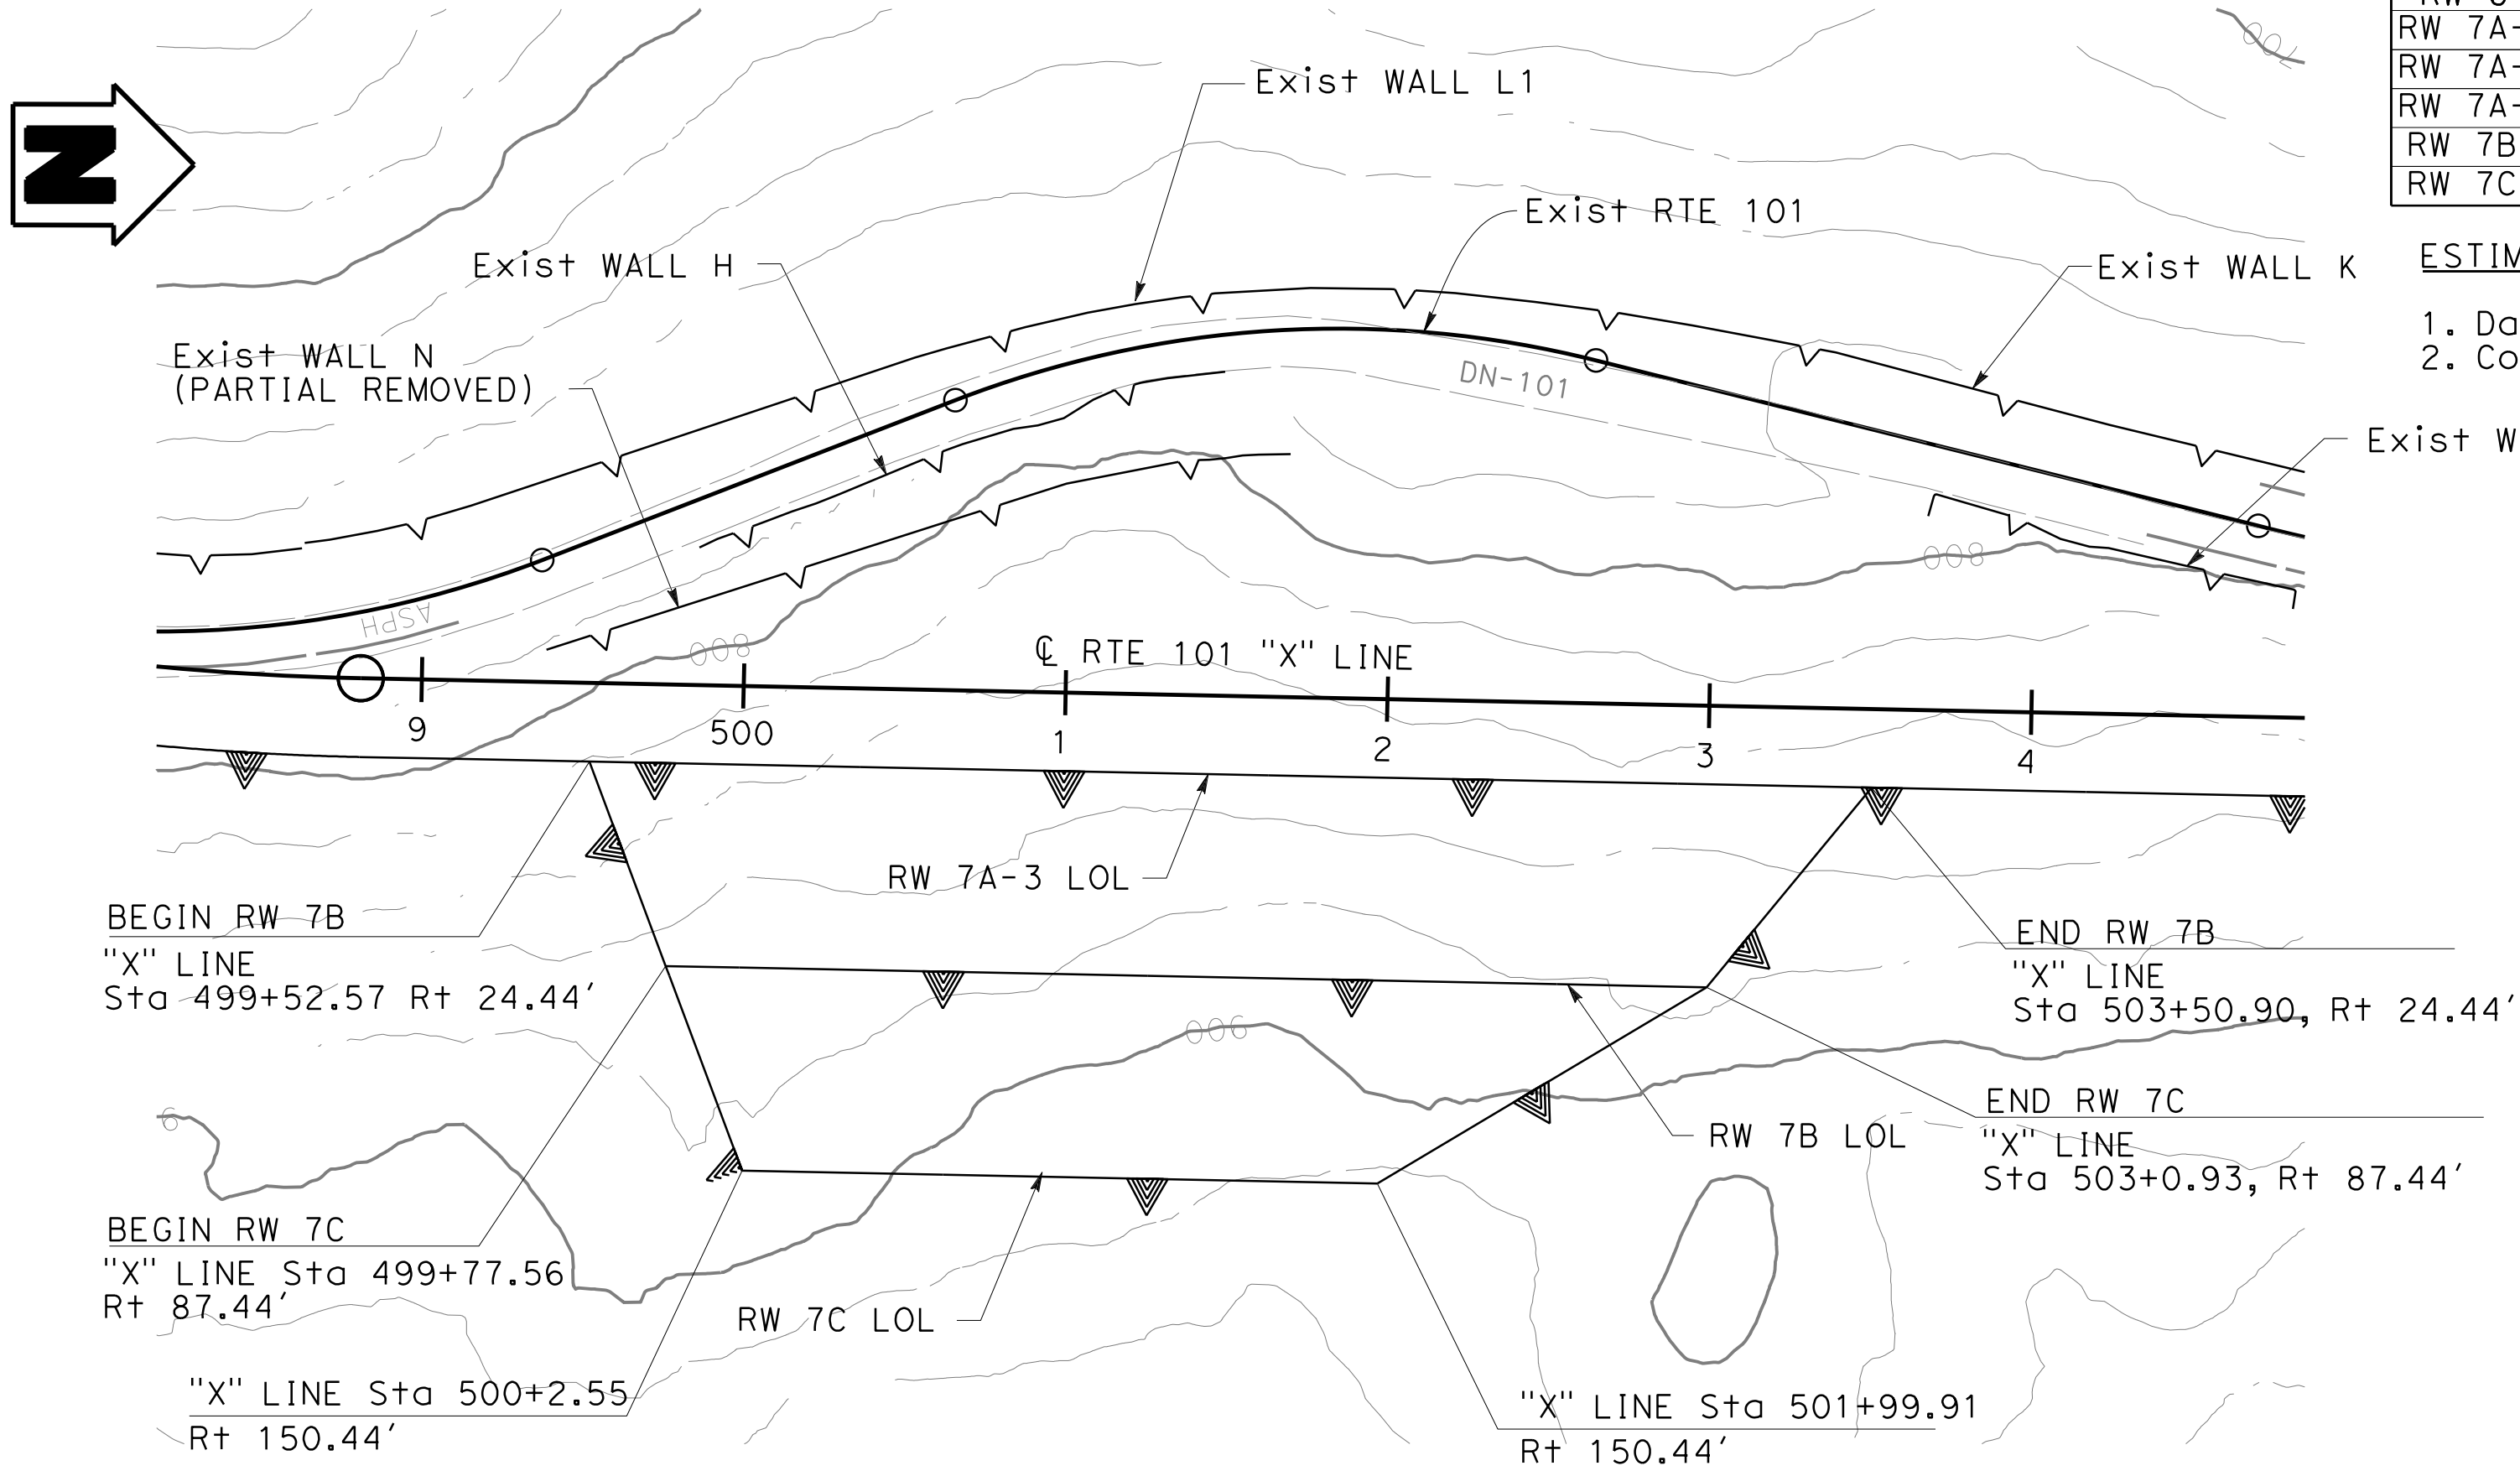 N
Exist WALL L1
Exist RTE 101
Exist WALL H
Exist WALL K
Exist WALL N
(PARTIAL REMOVED)
DN-101
ASPH
Exist W
RW 7A-
RW 7A-
RW 7A-
RW 7B
RW 7C
ESTIM
1. Da
2. Co
800
800
℄ RTE 101 "X" LINE
9
500
1
2
3
4
RW 7A-3 LOL
BEGIN RW 7B
"X" LINE
Sta 499+52.57 Rt 24.44'
END RW 7B
"X" LINE
Sta 503+50.90, Rt 24.44'
900
RW 7B LOL
END RW 7C
"X" LINE
Sta 503+0.93, Rt 87.44'
BEGIN RW 7C
"X" LINE Sta 499+77.56
Rt 87.44'
RW 7C LOL
"X" LINE Sta 500+2.55
Rt 150.44'
"X" LINE Sta 501+99.91
Rt 150.44'